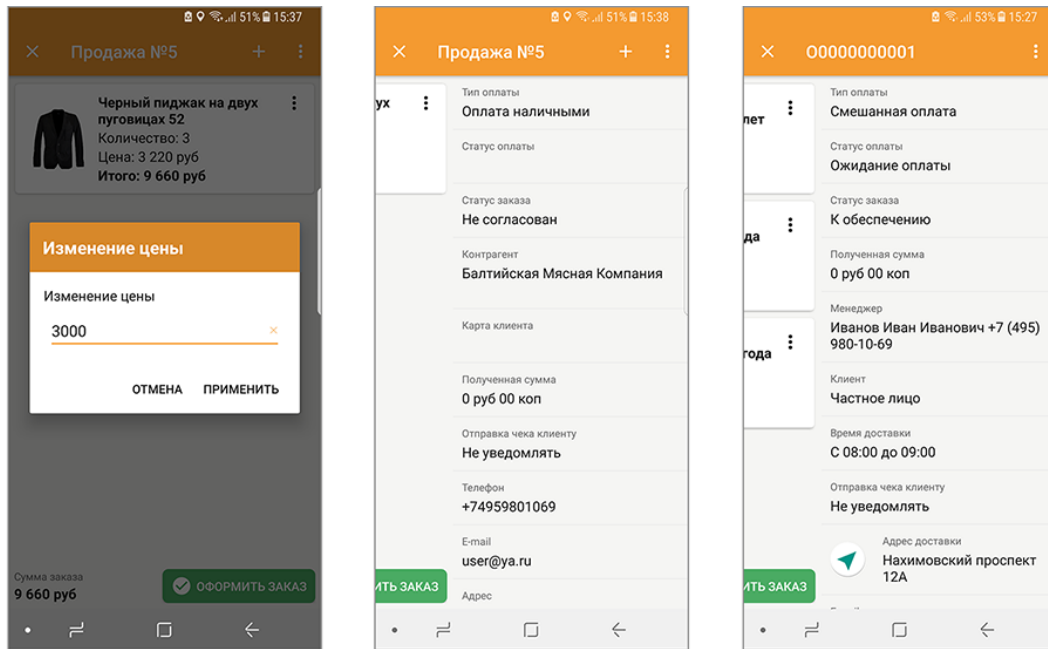 51% 15:37
Продажа №5
Черный пиджак на двух
пуговицах 52
Количество: 3
Цена: 3 220 руб
Итого: 9 660 руб
Изменение цены
Изменение цены
3000
ОТМЕНА ПРИМЕНИТЬ
Сумма заказа
9 660 руб
ОФОРМИТЬ ЗАКАЗ
51% 15:38
Продажа №5
ух
Тип оплаты
Оплата наличными
Статус оплаты
Статус заказа
Не согласован
Контрагент
Балтийская Мясная Компания
Карта клиента
Полученная сумма
0 руб 00 коп
Отправка чека клиенту
Не уведомлять
Телефон
+74959801069
E-mail
user@ya.ru
ИТЬ ЗАКАЗ
Адрес
53% 15:27
О0000000001
лет
Тип оплаты
Смешанная оплата
Статус оплаты
Ожидание оплаты
Статус заказа
К обеспечению
да
Полученная сумма
0 руб 00 коп
Менеджер
Иванов Иван Иванович +7 (495)
980-10-69
года
Клиент
Частное лицо
Время доставки
С 08:00 до 09:00
Отправка чека клиенту
Не уведомлять
Адрес доставки
Нахимовский проспект
12А
ИТЬ ЗАКАЗ